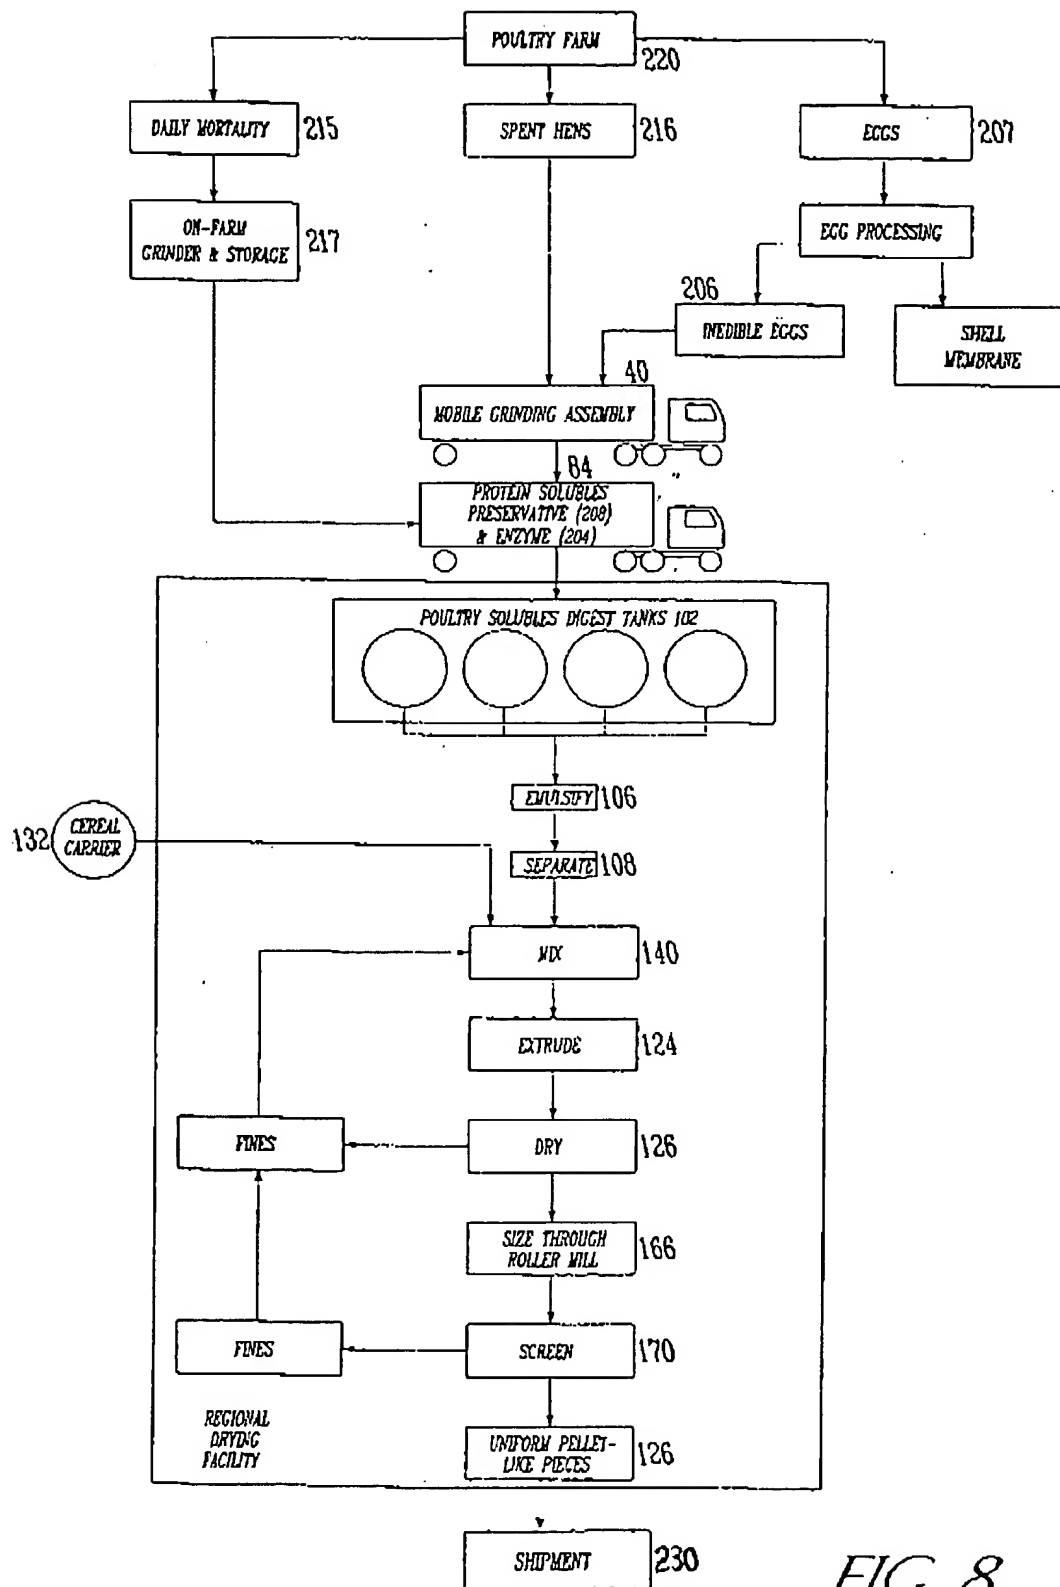 POULTRY FARM
220
DAILY MORTALITY 215
SPENT HENS 216
EGGS 207
ON-FARM
GRINDER & STORAGE 217
EGG PROCESSING
206
INEDIBLE EGGS
SHELL
MEMBRANE
40
MOBILE GRINDING ASSEMBLY
84
PROTEIN SOLUBLES
PRESERVATIVE (208)
& ENZYME (204)
POULTRY SOLUBLES DIGEST TANKS 102
EMULSIFY 106
132 CEREAL
CARRIER
SEPARATE 108
MIX 140
EXTRUDE 124
FINES
DRY 126
SIZE THROUGH
ROLLER MILL 166
FINES
SCREEN 170
REGIONAL
DRYING
FACILITY
UNIFORM PELLET-
LIKE PIECES 126
SHIPMENT 230
FIG. 8